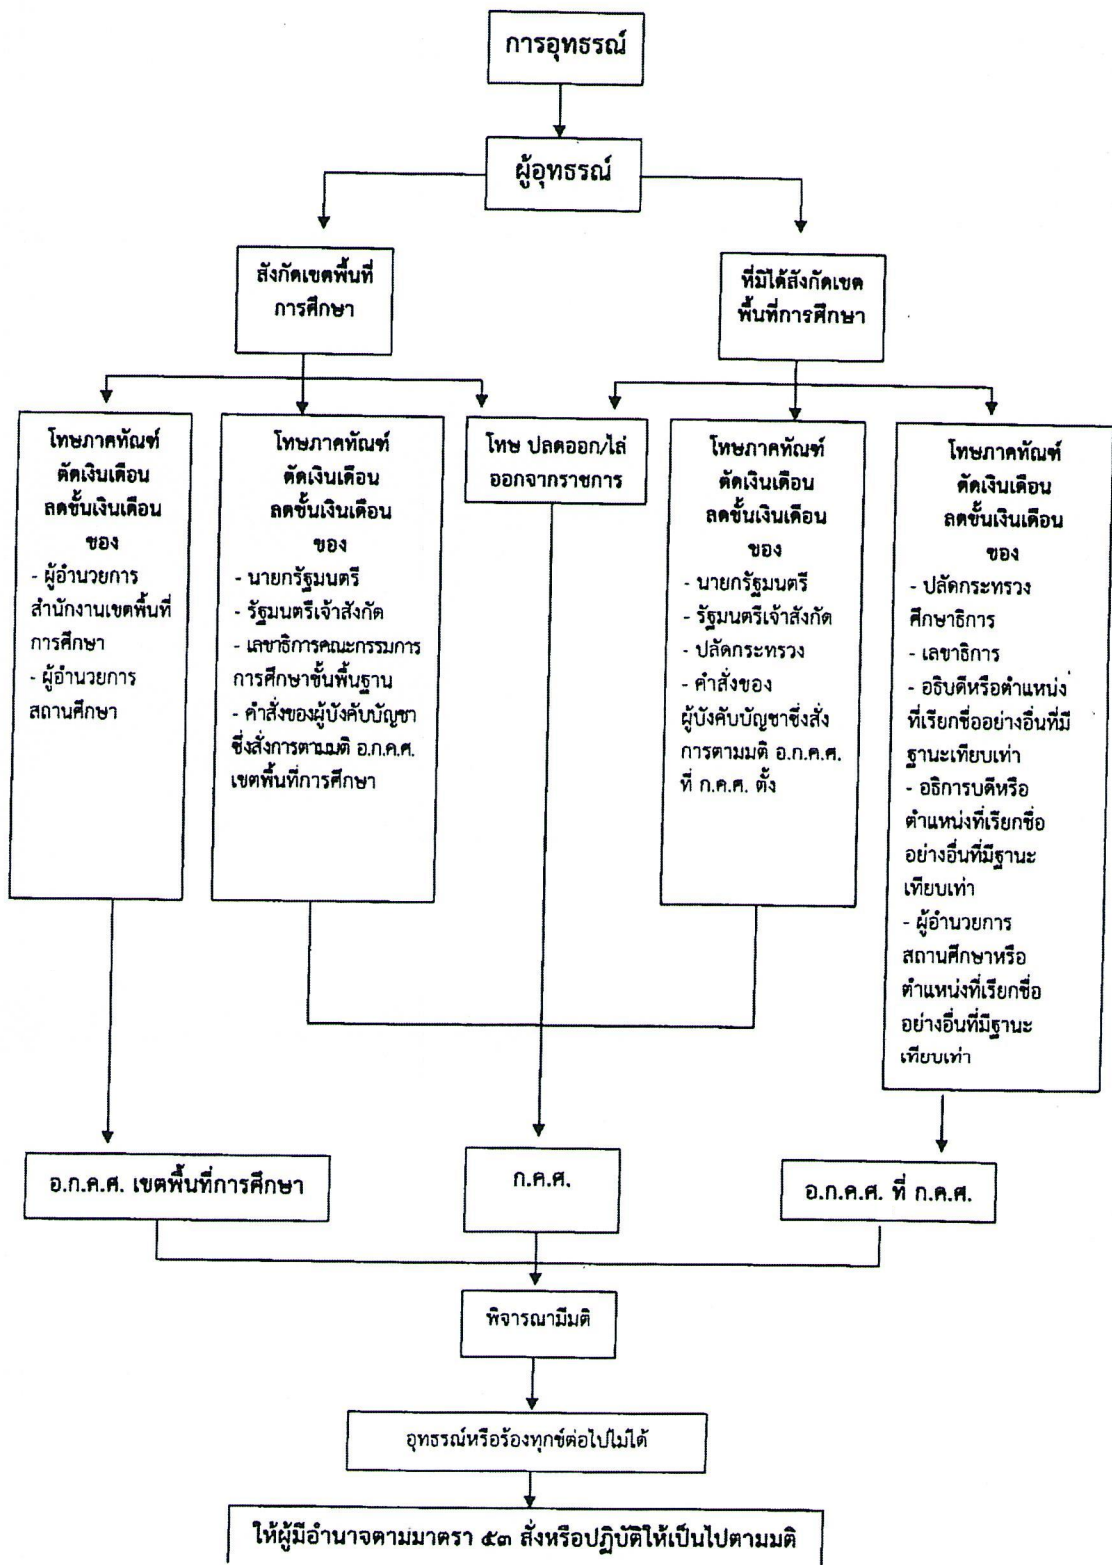 การอุทธรณ์
ผู้อุทธรณ์
สังกัดเขตพื้นที่
การศึกษา
ที่มิได้สังกัดเขต
พื้นที่การศึกษา
โทษภาคทัณฑ์
ตัดเงินเดือน
ลดขั้นเงินเดือน
ของ
- ผู้อำนวยการ
สำนักงานเขตพื้นที่
การศึกษา
- ผู้อำนวยการ
สถานศึกษา
โทษภาคทัณฑ์
ตัดเงินเดือน
ลดขั้นเงินเดือน
ของ
- นายกรัฐมนตรี
- รัฐมนตรีเจ้าสังกัด
- เลขาธิการคณะกรรมการ
การศึกษาขั้นพื้นฐาน
- คำสั่งของผู้บังคับบัญชา
ซึ่งสั่งการตามมติ อ.ก.ค.ศ.
เขตพื้นที่การศึกษา
โทษ ปลดออก/ไล่
ออกจากราชการ
โทษภาคทัณฑ์
ตัดเงินเดือน
ลดขั้นเงินเดือน
ของ
- นายกรัฐมนตรี
- รัฐมนตรีเจ้าสังกัด
- ปลัดกระทรวง
- คำสั่งของ
ผู้บังคับบัญชาซึ่งสั่ง
การตามมติ อ.ก.ค.ศ.
ที่ ก.ค.ศ. ตั้ง
โทษภาคทัณฑ์
ตัดเงินเดือน
ลดขั้นเงินเดือน
ของ
- ปลัดกระทรวง
ศึกษาธิการ
- เลขาธิการ
- อธิบดีหรือตำแหน่ง
ที่เรียกชื่ออย่างอื่นที่มี
ฐานะเทียบเท่า
- อธิการบดีหรือ
ตำแหน่งที่เรียกชื่อ
อย่างอื่นที่มีฐานะ
เทียบเท่า
- ผู้อำนวยการ
สถานศึกษาหรือ
ตำแหน่งที่เรียกชื่อ
อย่างอื่นที่มีฐานะ
เทียบเท่า
อ.ก.ค.ศ. เขตพื้นที่การศึกษา
ก.ค.ศ.
อ.ก.ค.ศ. ที่ ก.ค.ศ.
พิจารณามีมติ
อุทธรณ์หรือร้องทุกข์ต่อไปไม่ได้
ให้ผู้มีอำนาจตามมาตรา ๕๓ สั่งหรือปฏิบัติให้เป็นไปตามมติ